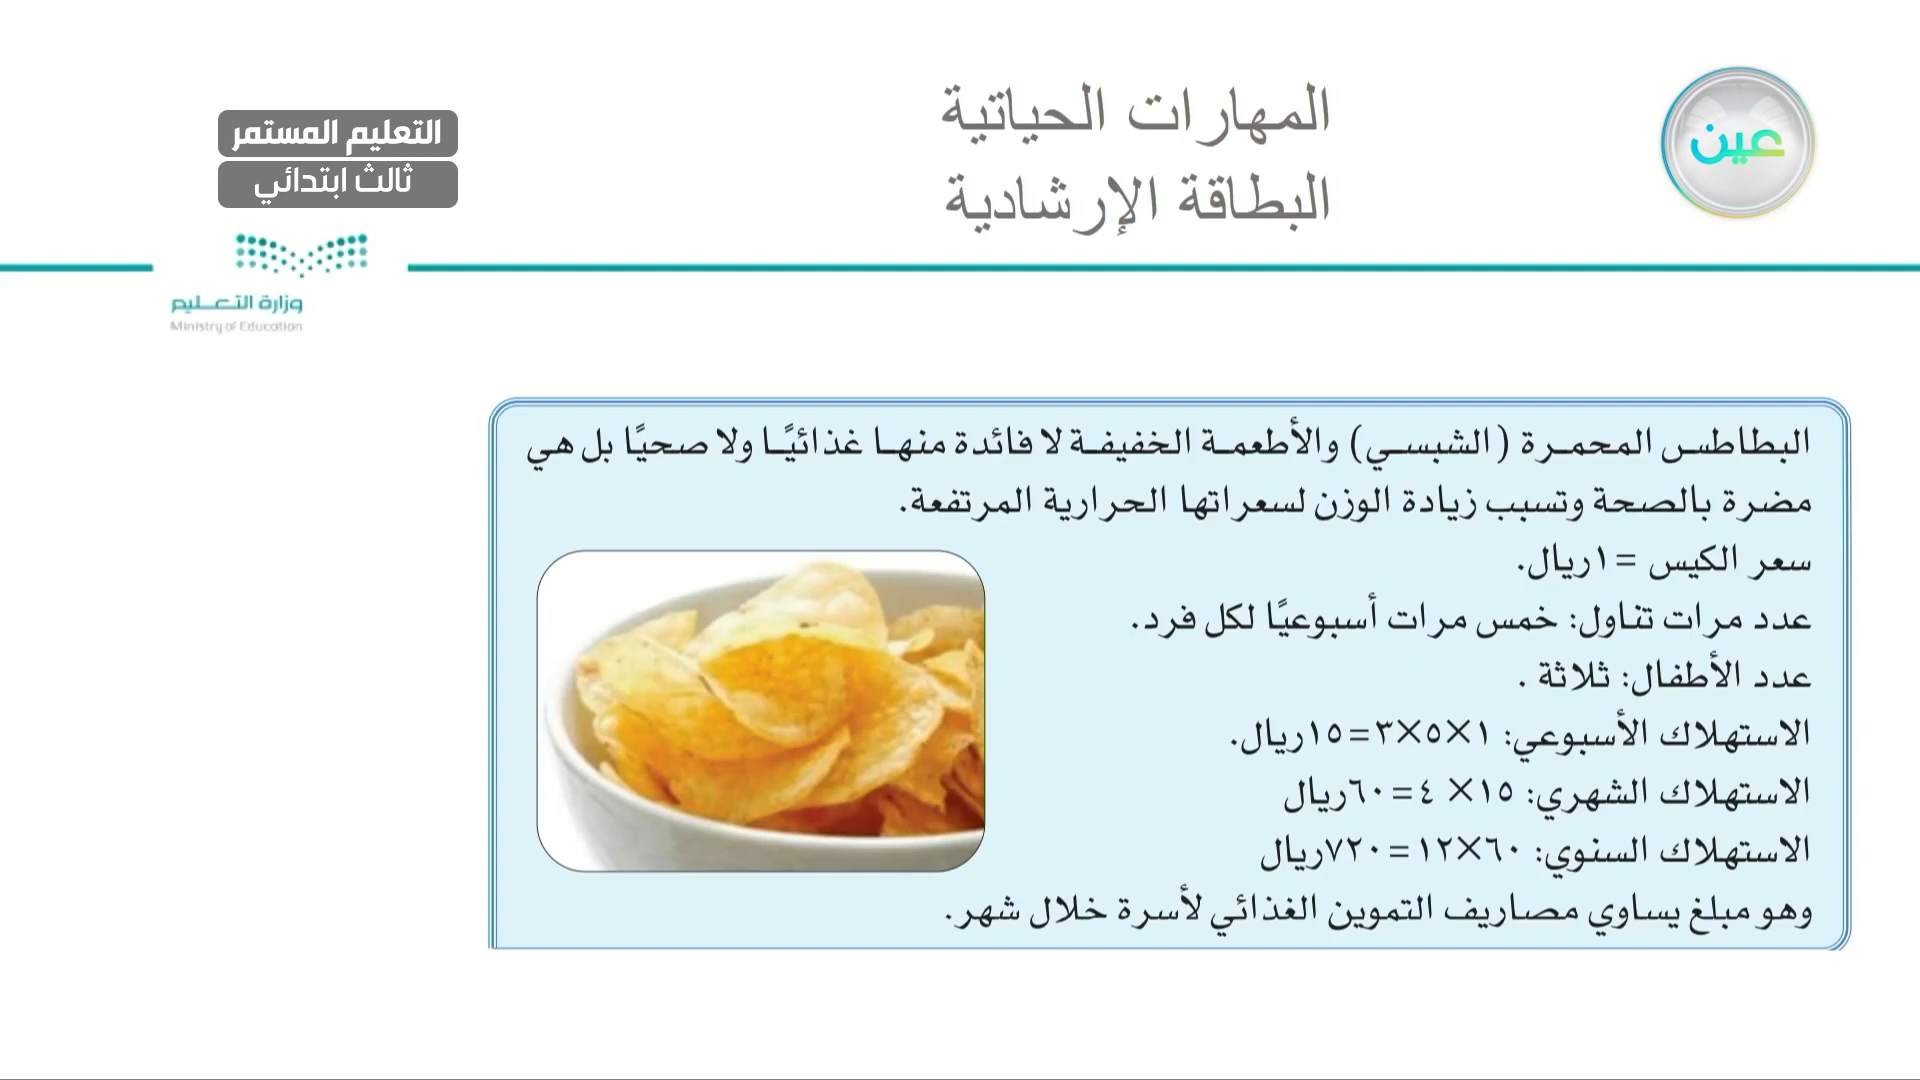 المهارات الحياتية
البطاقة الإرشادية
عين
التعليم المستمر
ثالث ابتدائي
وزارة التعليم
Ministry of Education
البطاطس المحمرة (الشبسي) والأطعمة الخفيفة لا فائدة منها غذائيًا ولا صحيًا بل هي
مضرة بالصحة وتسبب زيادة الوزن لسعراتها الحرارية المرتفعة.
سعر الكيس = ١ريال.
عدد مرات تناول: خمس مرات أسبوعيًا لكل فرد.
عدد الأطفال: ثلاثة .
الاستهلاك الأسبوعي: ١×٥×٣=١٥ريال.
الاستهلاك الشهري: ١٥× ٤=٦٠ريال
الاستهلاك السنوي: ٦٠×١٢=٧٢٠ريال
وهو مبلغ يساوي مصاريف التموين الغذائي لأسرة خلال شهر.